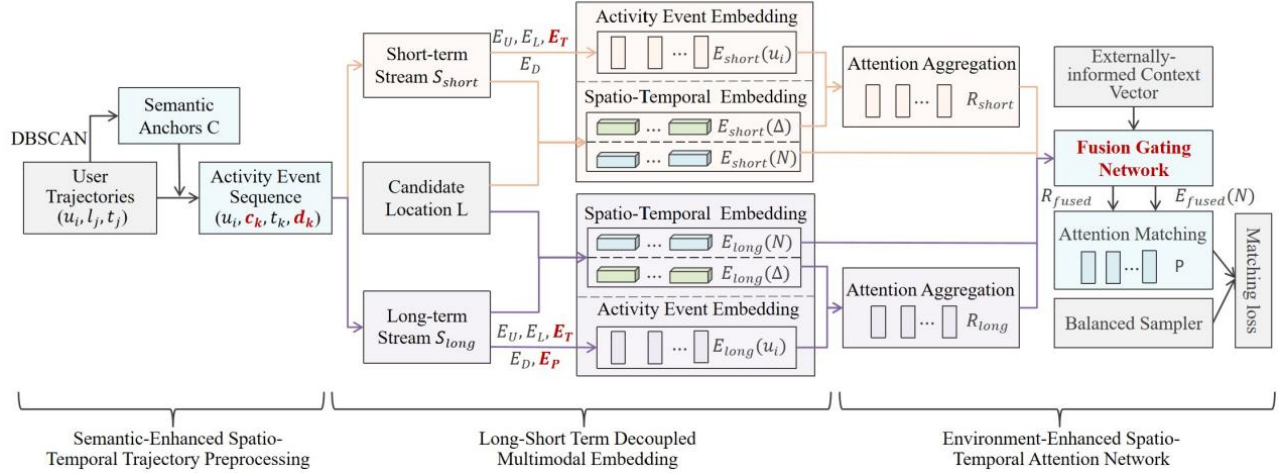 DBSCAN
Semantic
Anchors C
User
Trajectories
(u_i, l_j, t_j)
Activity Event
Sequence
(u_i, c_k, t_k, d_k)
Short-term
Stream S_short
Candidate
Location L
Long-term
Stream S_long
E_U, E_L, E_T
E_D
E_U, E_L, E_T
E_D, E_P
Activity Event Embedding
... E_short(u_i)
Spatio-Temporal Embedding
... E_short(Δ)
... E_short(N)
Spatio-Temporal Embedding
... E_long(N)
... E_long(Δ)
Activity Event Embedding
... E_long(u_i)
Attention Aggregation
... R_short
Attention Aggregation
... R_long
Externally-
informed Context
Vector
Fusion Gating
Network
R_fused E_fused(N)
Attention Matching
... P
Balanced Sampler
Matching loss
Semantic-Enhanced Spatio-
Temporal Trajectory Preprocessing
Long-Short Term Decoupled
Multimodal Embedding
Environment-Enhanced Spatio-
Temporal Attention Network